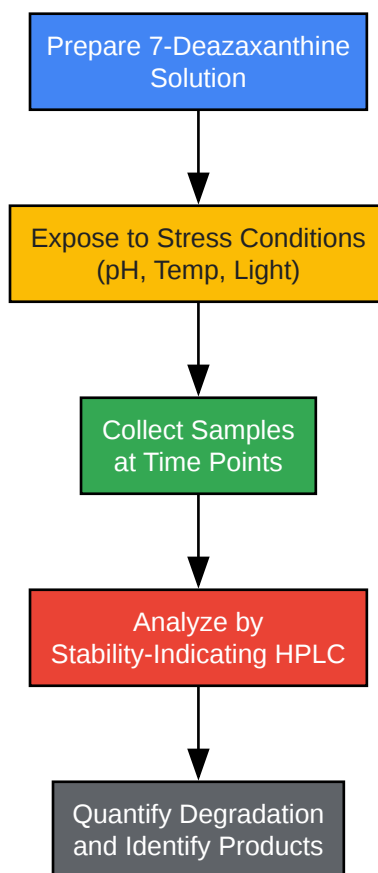 Prepare 7-Deazaxanthine
Solution
Expose to Stress Conditions
(pH, Temp, Light)
Collect Samples
at Time Points
Analyze by
Stability-Indicating HPLC
Quantify Degradation
and Identify Products